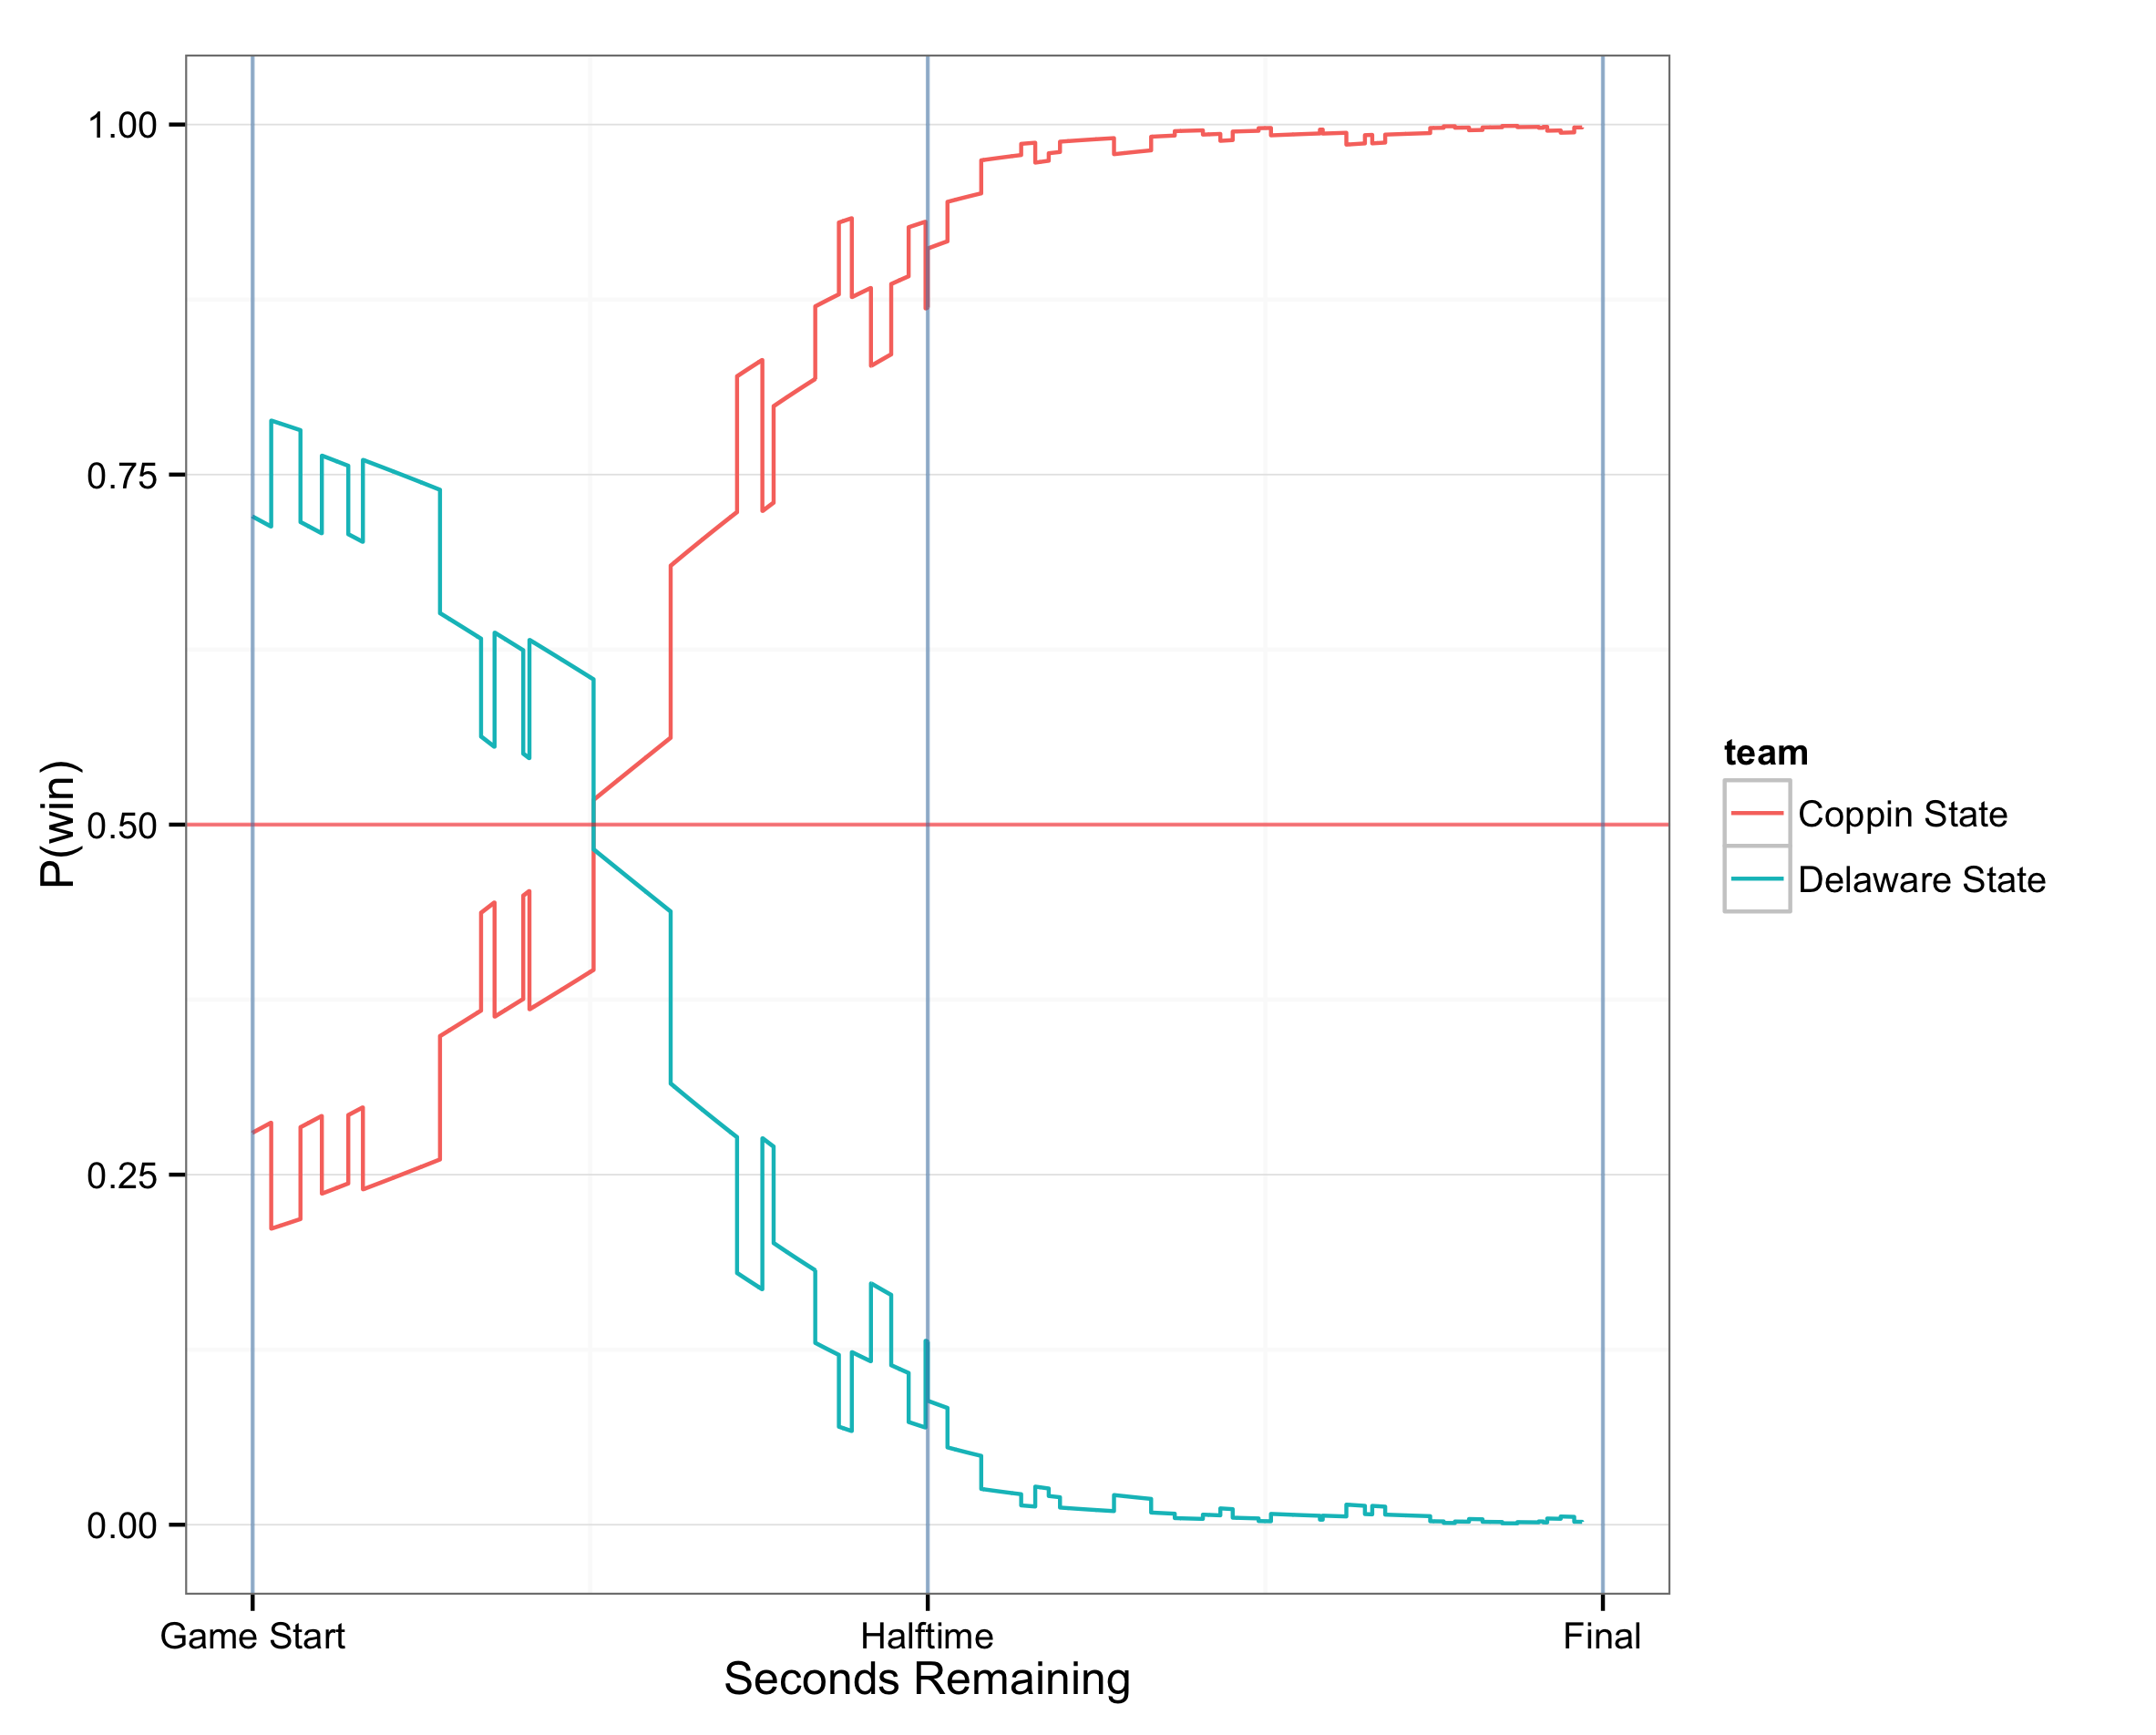 1.00
0.75
0.50
0.25
0.00
P(win)
Game Start
Halftime
Final
Seconds Remaining
team
Coppin State
Delaware State